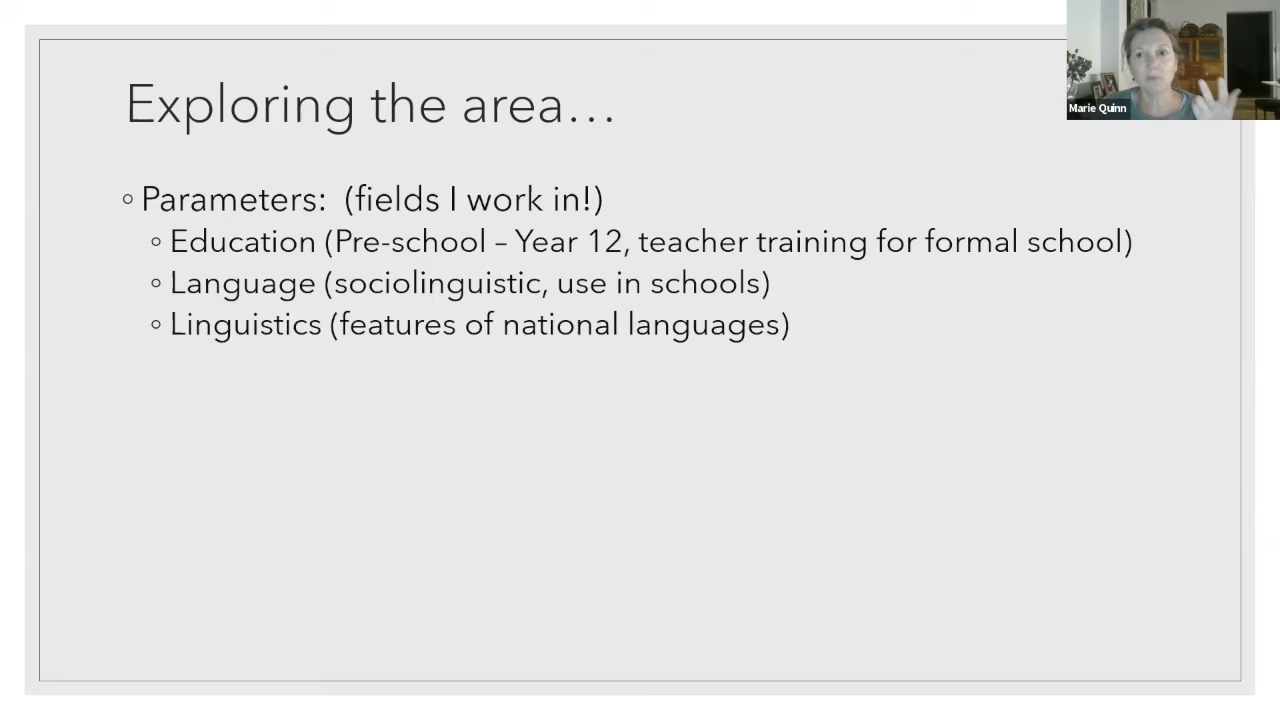 Exploring the area…
Marie Quinn
◦ Parameters: (fields I work in!)
◦ Education (Pre-school – Year 12, teacher training for formal school)
◦ Language (sociolinguistic, use in schools)
◦ Linguistics (features of national languages)